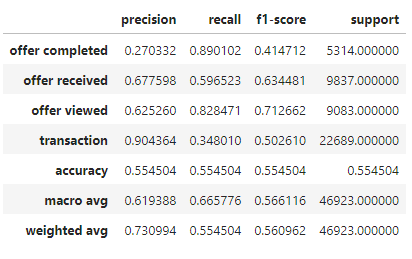 precision recall f1-score support
offer completed 0.270332 0.890102 0.414712 5314.000000
offer received 0.677598 0.596523 0.634481 9837.000000
offer viewed 0.625260 0.828471 0.712662 9083.000000
transaction 0.904364 0.348010 0.502610 22689.000000
accuracy 0.554504 0.554504 0.554504 0.554504
macro avg 0.619388 0.665776 0.566116 46923.000000
weighted avg 0.730994 0.554504 0.560962 46923.000000